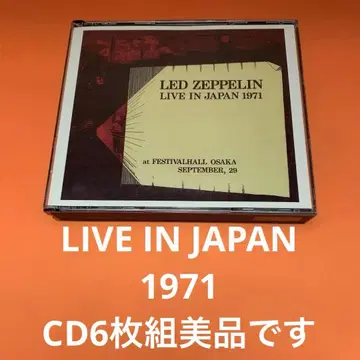 LED ZEPPELIN
LIVE IN JAPAN 1971
at FESTIVALHALL OSAKA
SEPTEMBER, 29
LIVE IN JAPAN
1971
CD6枚組美品です